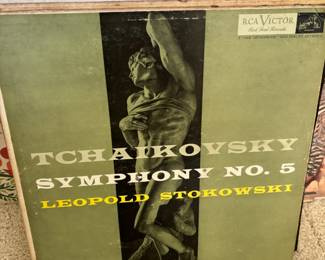 RCA VICTOR
TCHAIKOVSKY
SYMPHONY NO. 5
LEOPOLD STOKOWSKI